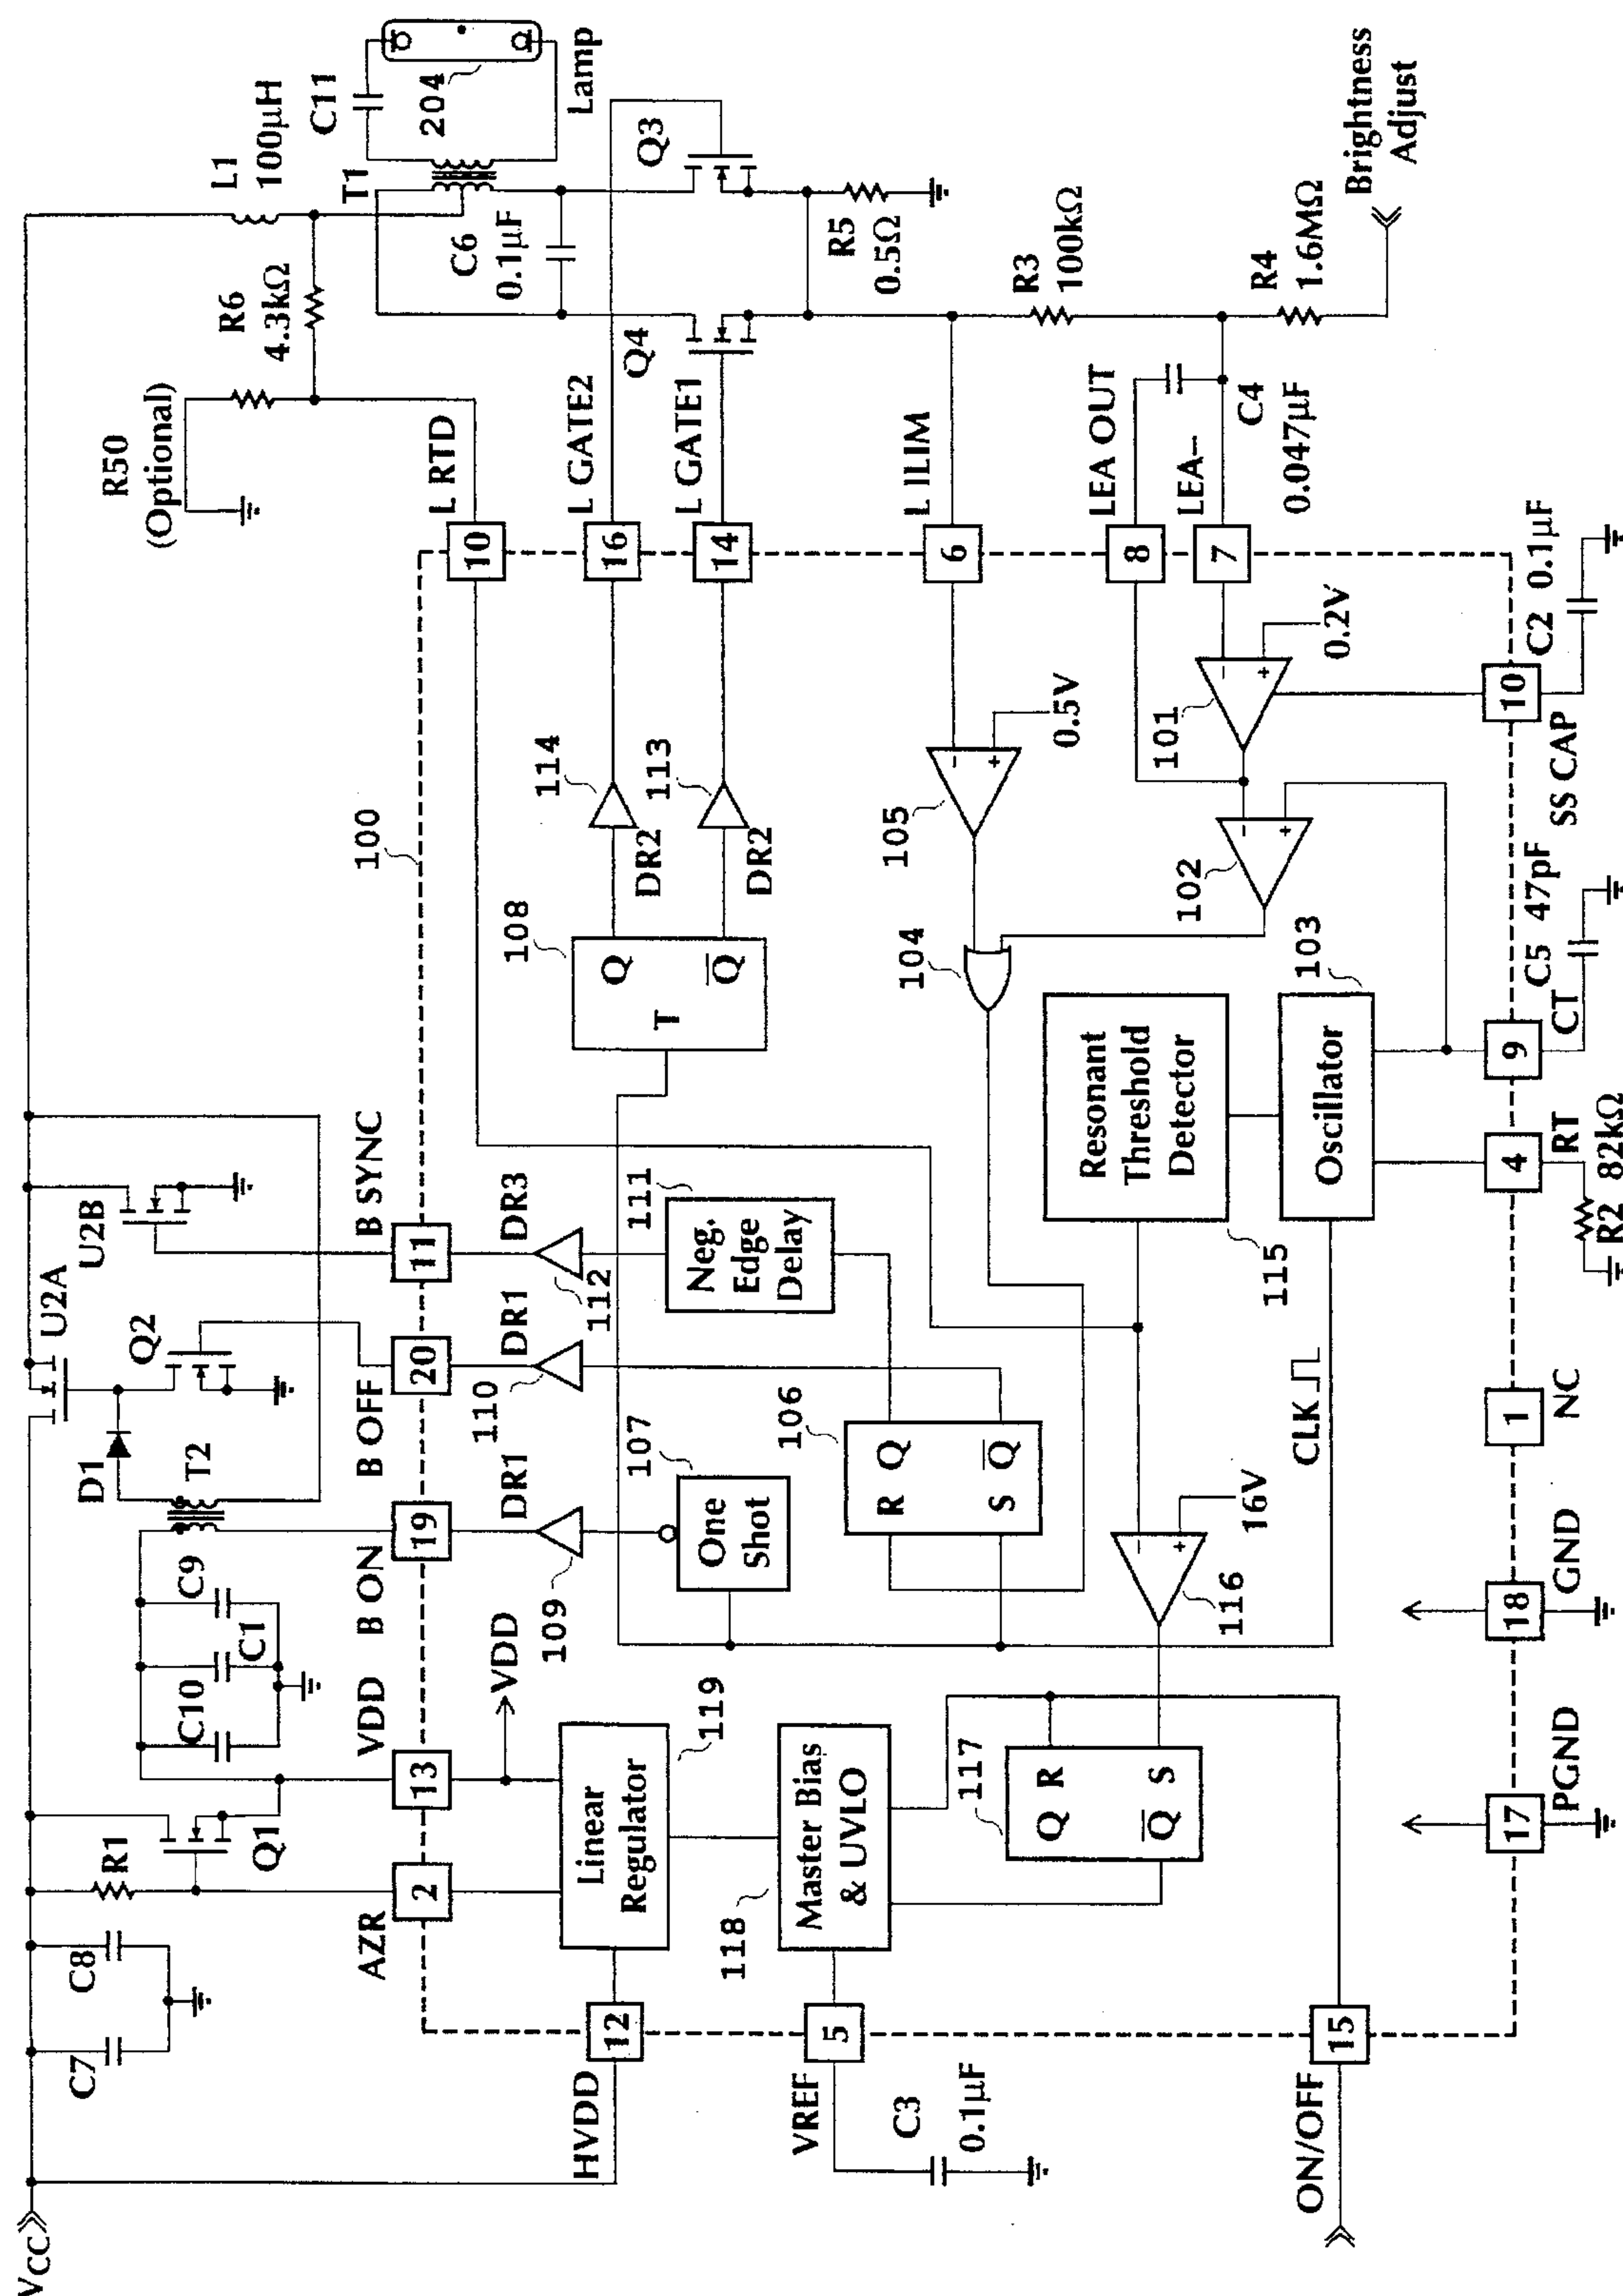 VCC
C7
C8
R1
Q1
C10
C1
C9
T2
D1
U2A
Q2
U2B
HVDD
AZR
VDD
B ON
B OFF
B SYNC
12
2
13
19
20
11
VDD
DR1
DR1
DR3
109
110
112
Linear
Regulator
119
One
Shot
107
Neg.
Edge
Delay
111
100
R50
(Optional)
R6
4.3kΩ
L1
100µH
T1
C11
204
Lamp
C6
0.1µF
L RTD
10
L GATE2
16
L GATE1
14
Q4
Q3
R5
0.5Ω
108
T
Q
Q
DR2
DR2
114
113
VREF
5
C3
0.1µF
118
Master Bias
& UVLO
106
R Q
S Q
117
Q R
Q S
116
16V
CLK
115
Resonant
Threshold
Detector
103
Oscillator
104
105
0.5V
102
101
0.2V
L ILIM
6
LEA OUT
8
LEA–
7
C4
0.047µF
R3
100kΩ
R4
1.6MΩ
Brightness
Adjust
ON/OFF
15
17
PGND
18
GND
1
NC
4
RT
R2 82kΩ
9
CT
C5 47pF
10
SS CAP
C2 0.1µF